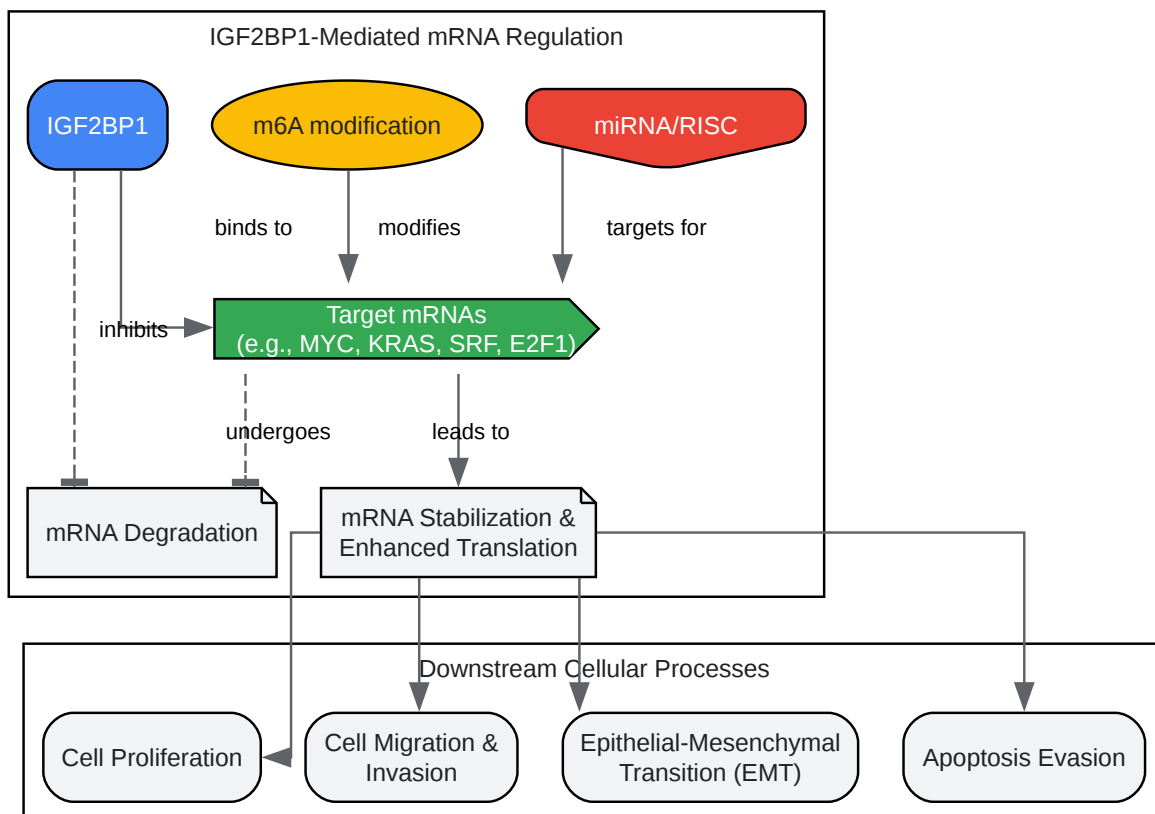 IGF2BP1-Mediated mRNA Regulation
IGF2BP1
m6A modification
miRNA/RISC
binds to
modifies
targets for
inhibits
Target mRNAs
(e.g., MYC, KRAS, SRF, E2F1)
undergoes
leads to
mRNA Degradation
mRNA Stabilization &
Enhanced Translation
Downstream Cellular Processes
Cell Proliferation
Cell Migration &
Invasion
Epithelial-Mesenchymal
Transition (EMT)
Apoptosis Evasion